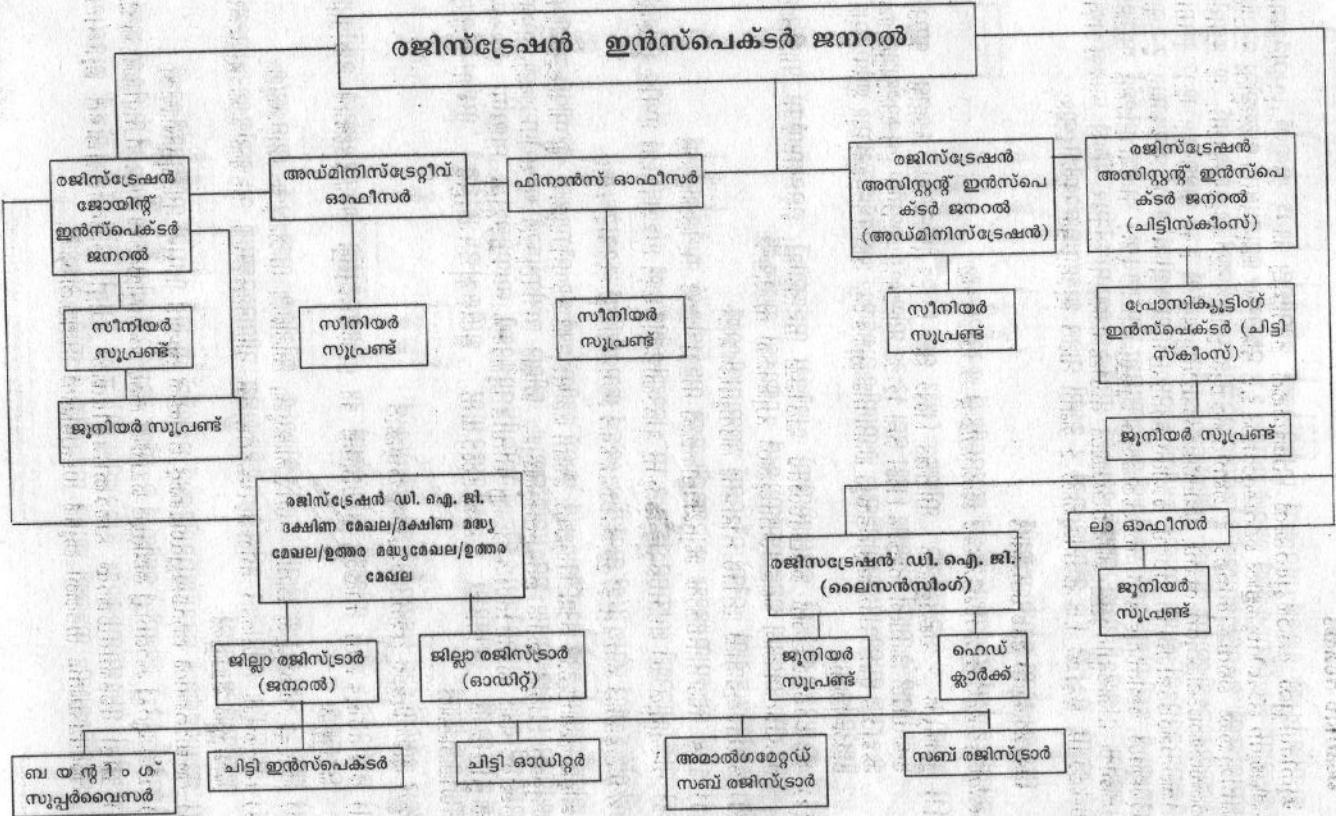 രജിസ്ട്രേഷൻ ഇൻസ്പെക്ടർ ജനറൽ
രജിസ്ട്രേഷൻ
ജോയിന്റ്
ഇൻസ്പെക്ടർ
ജനറൽ
അഡ്മിനിസ്ട്രേറ്റീവ്
ഓഫീസർ
ഫിനാൻസ് ഓഫീസർ
രജിസ്ട്രേഷൻ
അസിസ്റ്റന്റ് ഇൻസ്പെ
ക്ടർ ജനറൽ
(അഡ്മിനിസ്ട്രേഷൻ)
രജിസ്ട്രേഷൻ
അസിസ്റ്റന്റ് ഇൻസ്പെ
ക്ടർ ജനറൽ
(ചിട്ടിസ്കീംസ്)
സീനിയർ
സൂപ്രണ്ട്
സീനിയർ
സൂപ്രണ്ട്
സീനിയർ
സൂപ്രണ്ട്
സീനിയർ
സൂപ്രണ്ട്
പ്രോസിക്യൂട്ടിംഗ്
ഇൻസ്പെക്ടർ (ചിട്ടി
സ്കീംസ്)
ജൂനിയർ സൂപ്രണ്ട്
ജൂനിയർ സൂപ്രണ്ട്
രജിസ്ട്രേഷൻ ഡി. ഐ. ജി.
ദക്ഷിണ മേഖല/ദക്ഷിണ മദ്ധ്യ
മേഖല/ഉത്തര മദ്ധ്യമേഖല/ഉത്തര
മേഖല
രജിസട്രേഷൻ ഡി. ഐ. ജി.
(ലൈസൻസിംഗ്)
ലാ ഓഫീസർ
ജൂനിയർ
സൂപ്രണ്ട്
ജില്ലാ രജിസ്ട്രാർ
(ജനറൽ)
ജില്ലാ രജിസ്ട്രാർ
(ഓഡിറ്റ്)
ജൂനിയർ
സൂപ്രണ്ട്
ഹെഡ്
ക്ലാർക്ക്
ബയന്റിംഗ്
സൂപ്പർവൈസർ
ചിട്ടി ഇൻസ്പെക്ടർ
ചിട്ടി ഓഡിറ്റർ
അമാൽഗമേറ്റഡ്
സബ് രജിസ്ട്രാർ
സബ് രജിസ്ട്രാർ